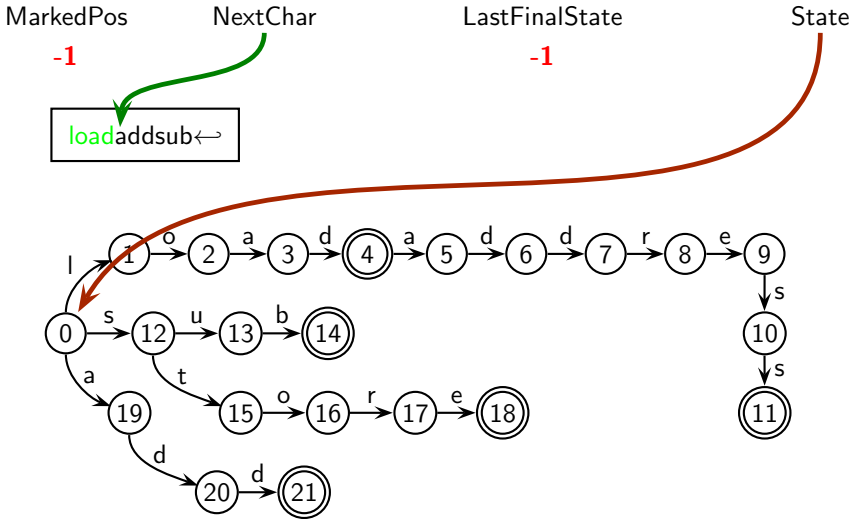 MarkedPos NextChar LastFinalState State
-1 -1
loadaddsub↩
l o a d a d d r e
1 2 3 4 5 6 7 8 9
s
s u b
0 12 13 14 10
a t s
o r e
19 15 16 17 18 11
d
d
20 21